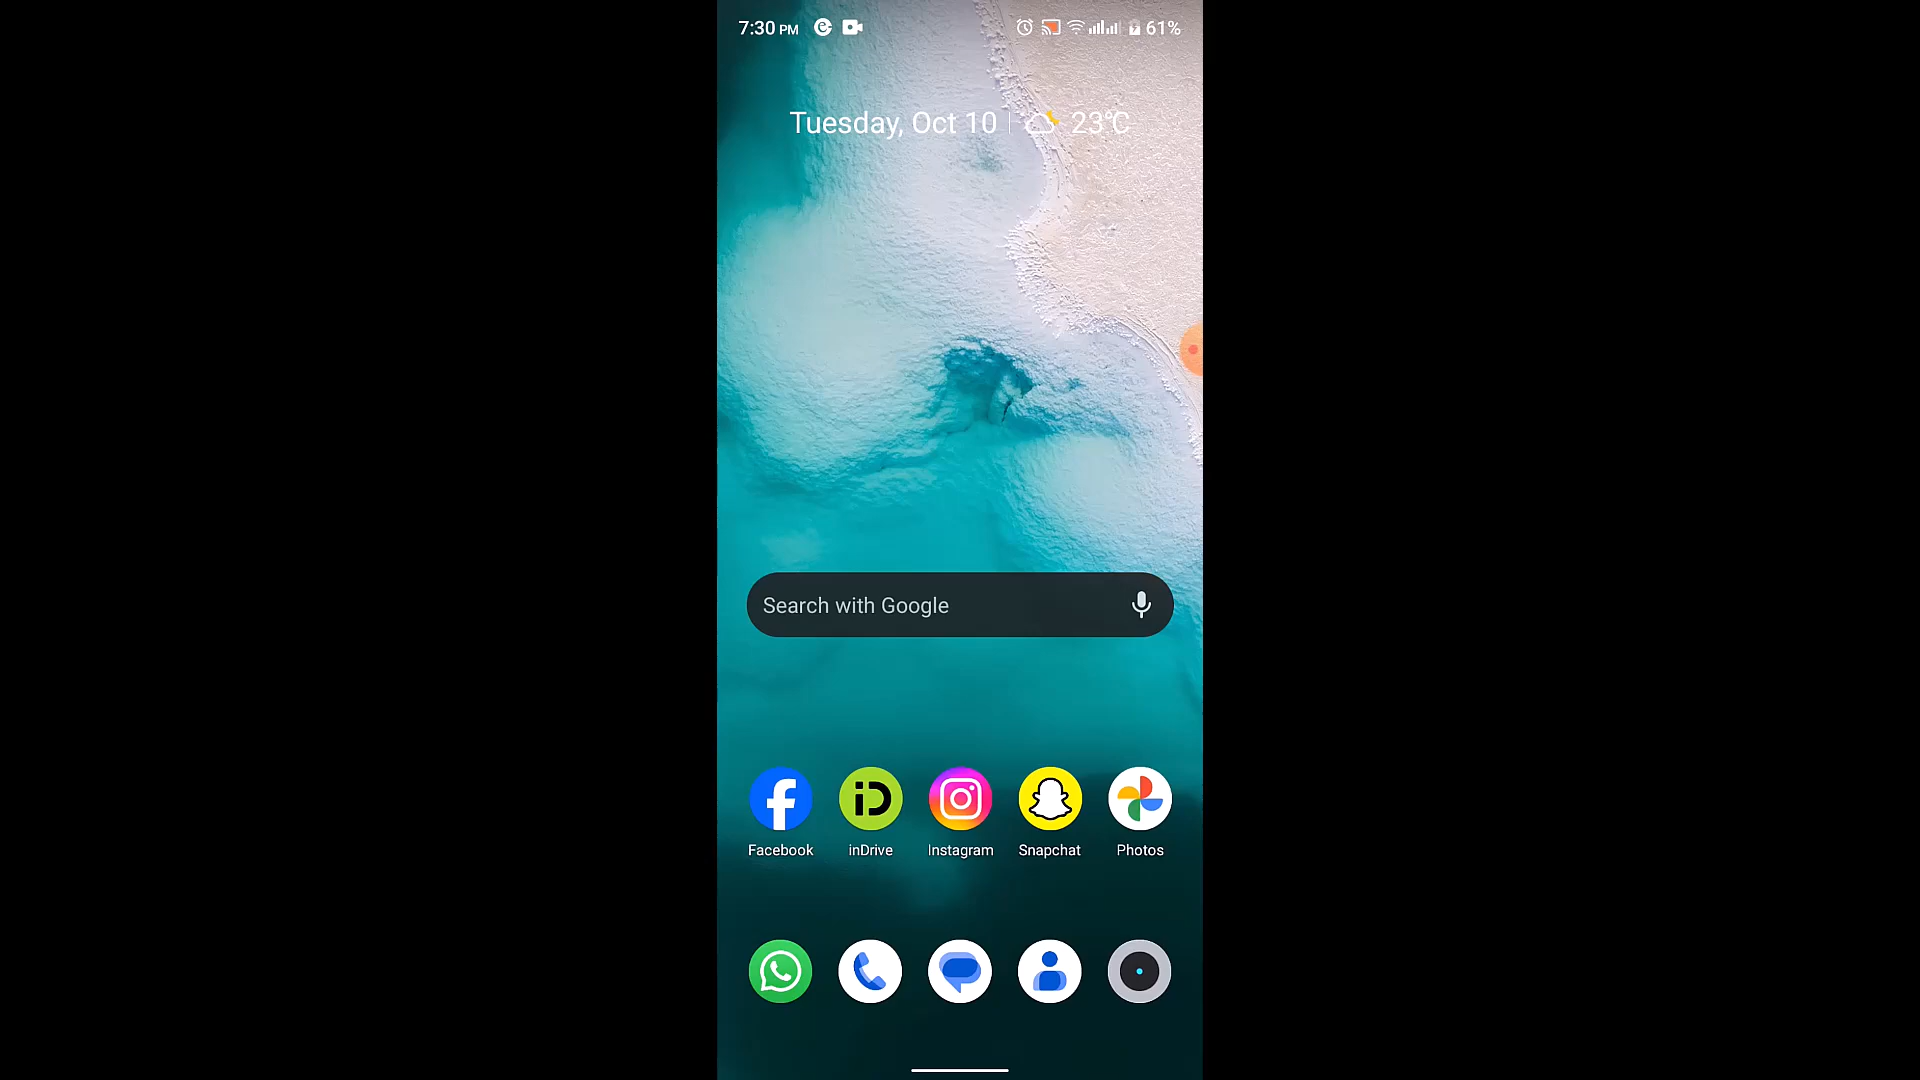 7:30 PM 61%
Tuesday, Oct 10 | 23°C
Search with Google
Facebook inDrive Instagram Snapchat Photos